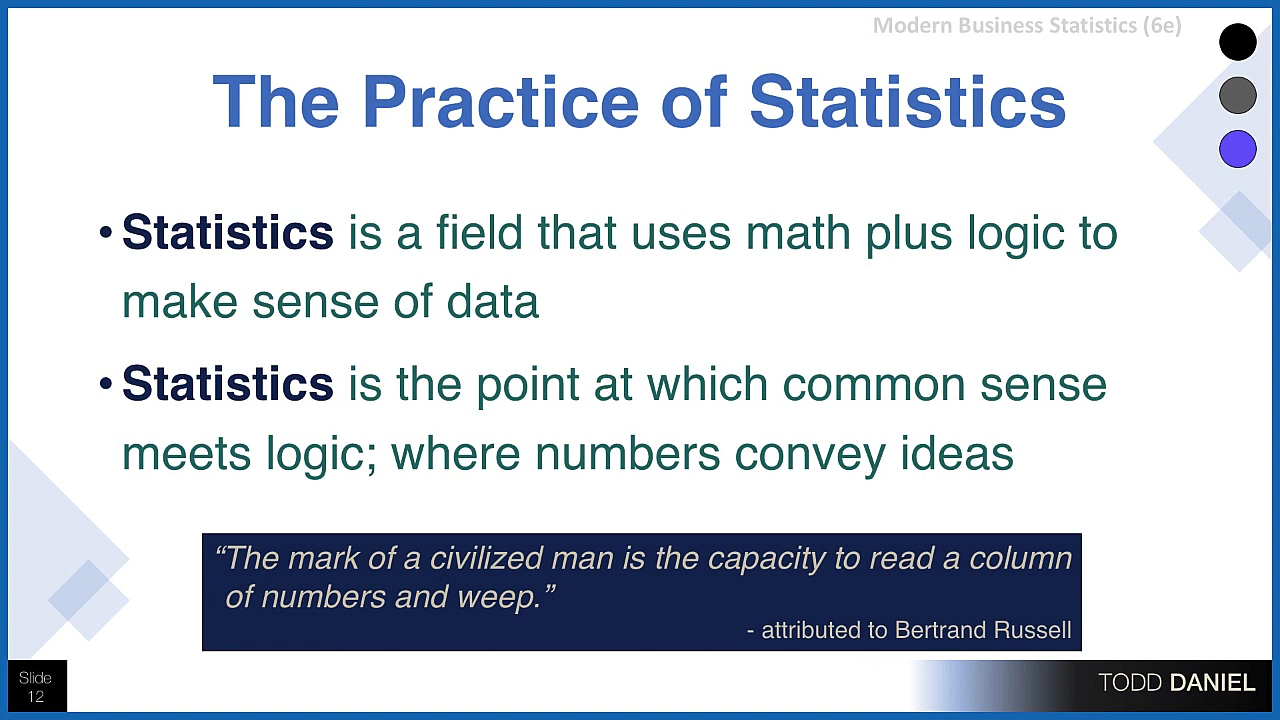 Modern Business Statistics (6e)
The Practice of Statistics
• Statistics is a field that uses math plus logic to
make sense of data
• Statistics is the point at which common sense
meets logic; where numbers convey ideas
“The mark of a civilized man is the capacity to read a column
of numbers and weep.”
- attributed to Bertrand Russell
Slide
12
TODD DANIEL